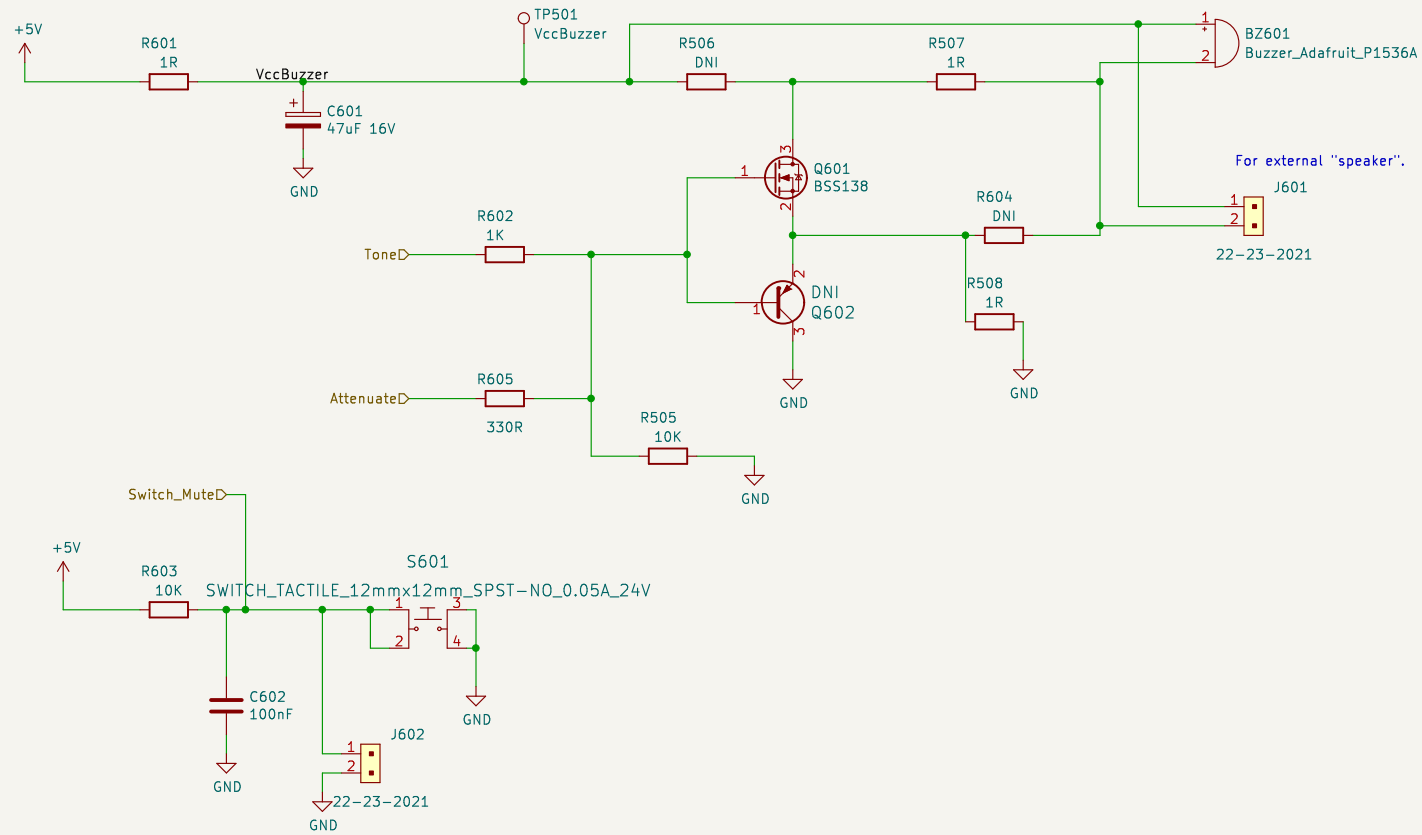 +5V
R601
1R
VccBuzzer
C601
47uF 16V
GND
TP501
VccBuzzer
R506
DNI
R507
1R
1
+
2
BZ601
Buzzer_Adafruit_P1536A
For external "speaker".
J601
1
2
22-23-2021
3
1
2
Q601
BSS138
R604
DNI
R602
1K
Tone
2
1
3
DNI
Q602
GND
R508
1R
GND
Attenuate
R605
330R
R505
10K
GND
Switch_Mute
+5V
R603
10K
S601
SWITCH_TACTILE_12mmx12mm_SPST-NO_0.05A_24V
1
3
2
4
GND
C602
100nF
GND
J602
1
2
22-23-2021
GND